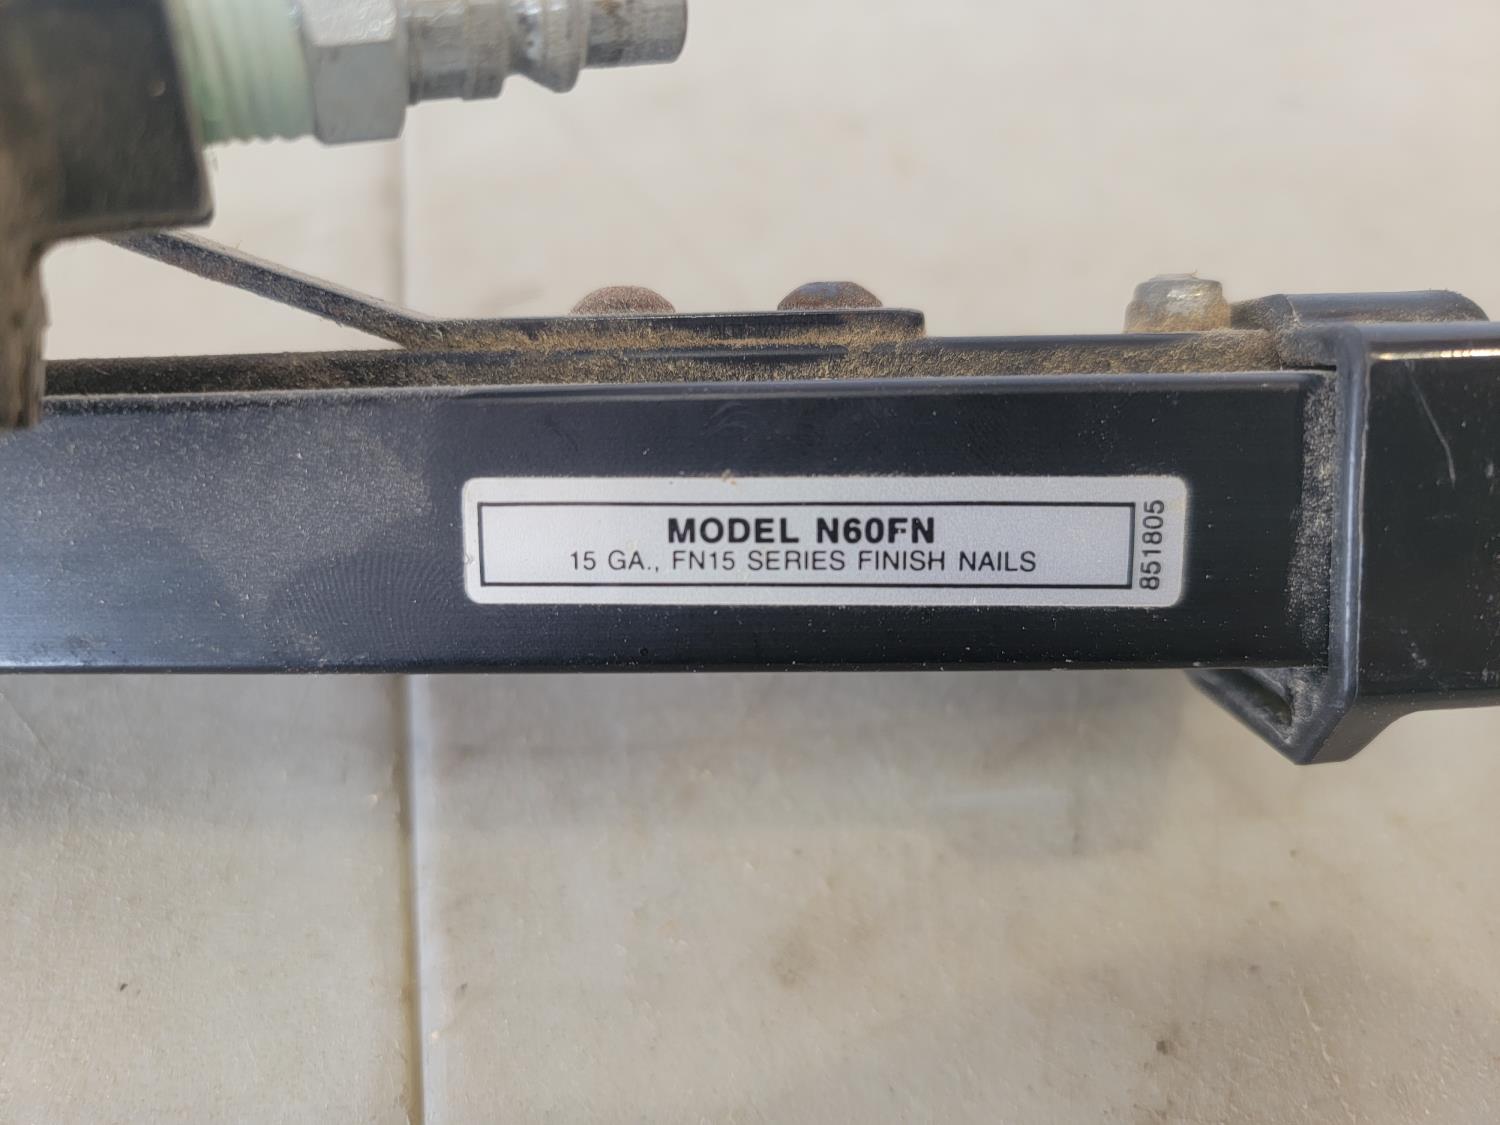 MODEL N60FN
15 GA., FN15 SERIES FINISH NAILS
851805